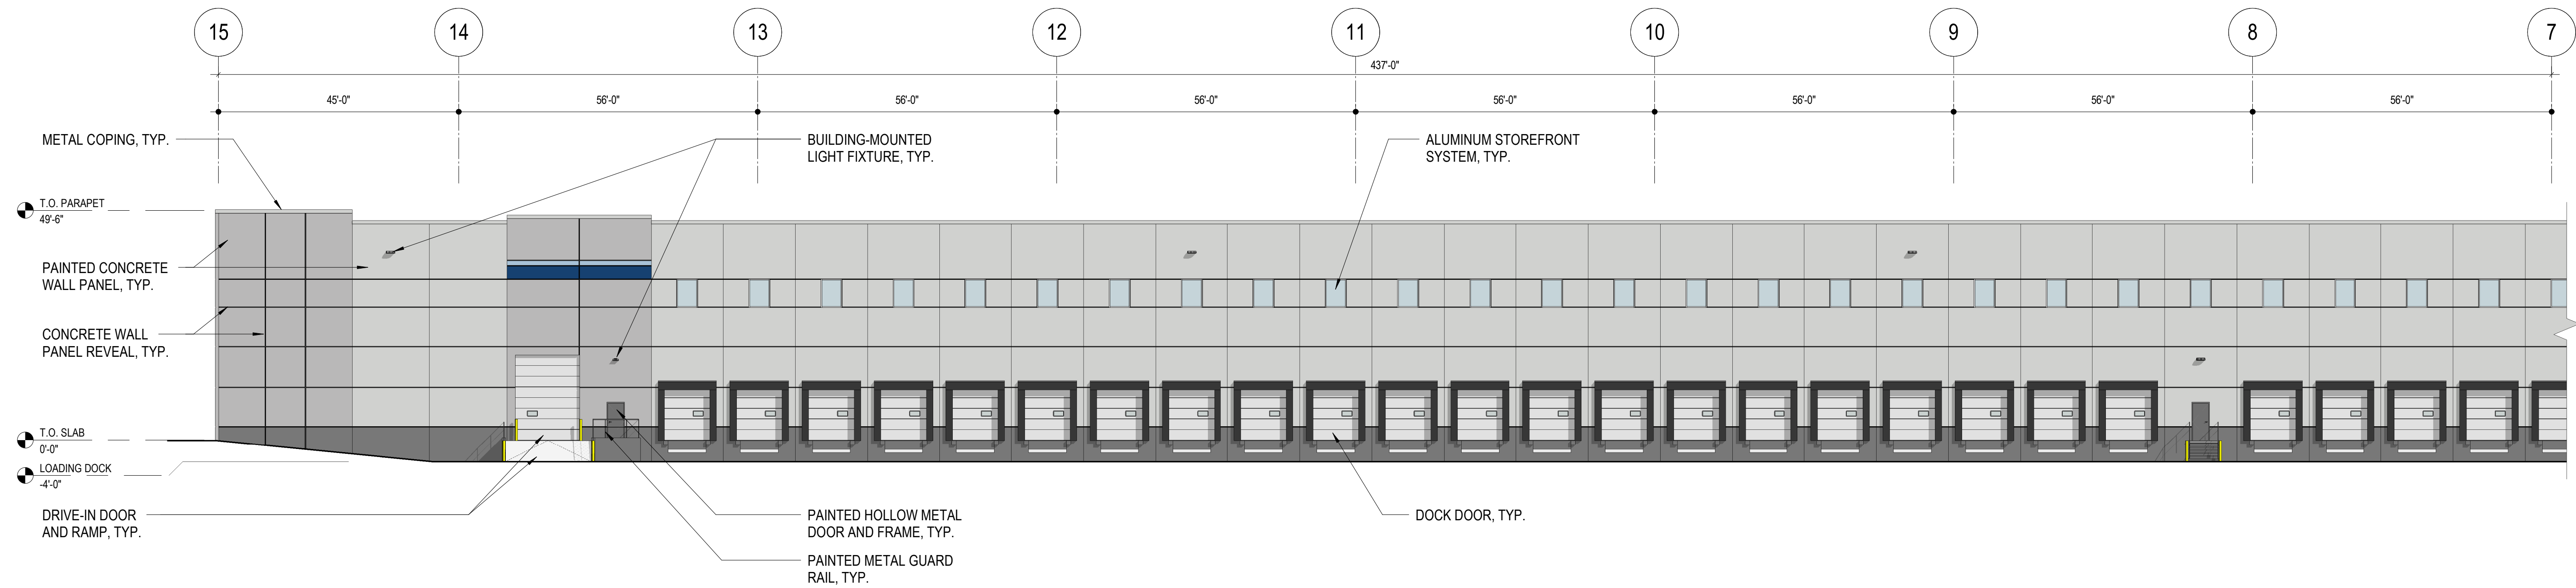 15 14 13 12 11 10 9 8 7
437'-0"
45'-0" 56'-0" 56'-0" 56'-0" 56'-0" 56'-0" 56'-0" 56'-0"
METAL COPING, TYP.
BUILDING-MOUNTED
LIGHT FIXTURE, TYP.
ALUMINUM STOREFRONT
SYSTEM, TYP.
T.O. PARAPET
49'-6"
PAINTED CONCRETE
WALL PANEL, TYP.
CONCRETE WALL
PANEL REVEAL, TYP.
T.O. SLAB
0'-0"
LOADING DOCK
-4'-0"
DRIVE-IN DOOR
AND RAMP, TYP.
PAINTED HOLLOW METAL
DOOR AND FRAME, TYP.
PAINTED METAL GUARD
RAIL, TYP.
DOCK DOOR, TYP.